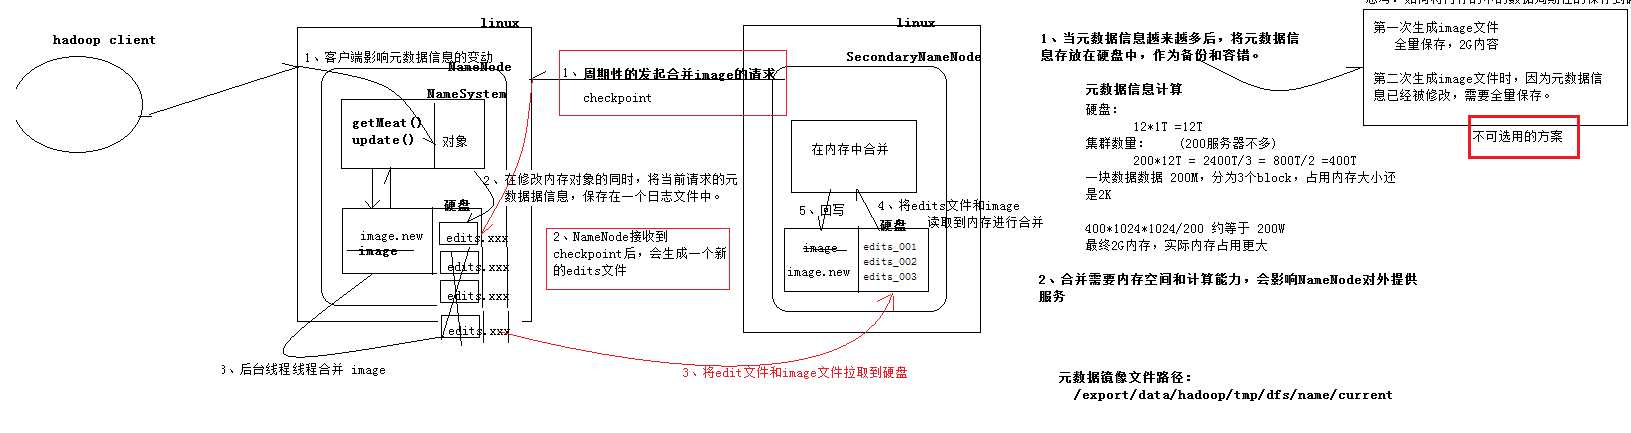 hadoop client
linux
1、客户端影响元数据信息的变动
NameNode
NameSystem
getMeat()
update()
对象
2、在修改内存对象的同时，将当前请求的元
数据据信息，保存在一个日志文件中。
硬盘
image.new
image
edits.xxx
edits.xxx
edits.xxx
edits.xxx
3、后台线程线程合并 image
1、周期性的发起合并image的请求
checkpoint
2、NameNode接收到
checkpoint后，会生成一个新
的edits文件
3、将edit文件和image文件拉取到硬盘
linux
SecondaryNameNode
在内存中合并
5、回写
4、将edits文件和image
读取到内存进行合并
硬盘
image
image.new
edits_001
edits_002
edits_003
1、当元数据信息越来越多后，将元数据信
息存放在硬盘中，作为备份和容错。
元数据信息计算
硬盘：
12*1T =12T
集群数量： (200服务器不多)
200*12T = 2400T/3 = 800T/2 =400T
一块数据数据 200M，分为3个block，占用内存大小还
是2K
400*1024*1024/200 约等于 200W
最终2G内存，实际内存占用更大
2、合并需要内存空间和计算能力，会影响NameNode对外提供
服务
元数据镜像文件路径：
/export/data/hadoop/tmp/dfs/name/current
第一次生成image文件
全量保存，2G内容
第二次生成image文件时，因为元数据信
息已经被修改，需要全量保存。
不可选用的方案